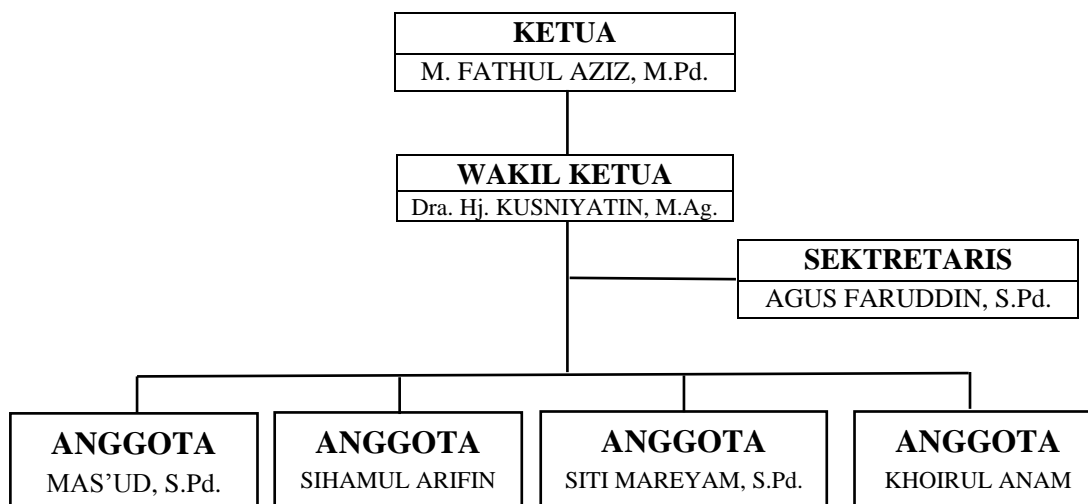 KETUA
M. FATHUL AZIZ, M.Pd.
WAKIL KETUA
Dra. Hj. KUSNIYATIN, M.Ag.
SEKTRETARIS
AGUS FARUDDIN, S.Pd.
ANGGOTA
MAS’UD, S.Pd.
ANGGOTA
SIHAMUL ARIFIN
ANGGOTA
SITI MAREYAM, S.Pd.
ANGGOTA
KHOIRUL ANAM